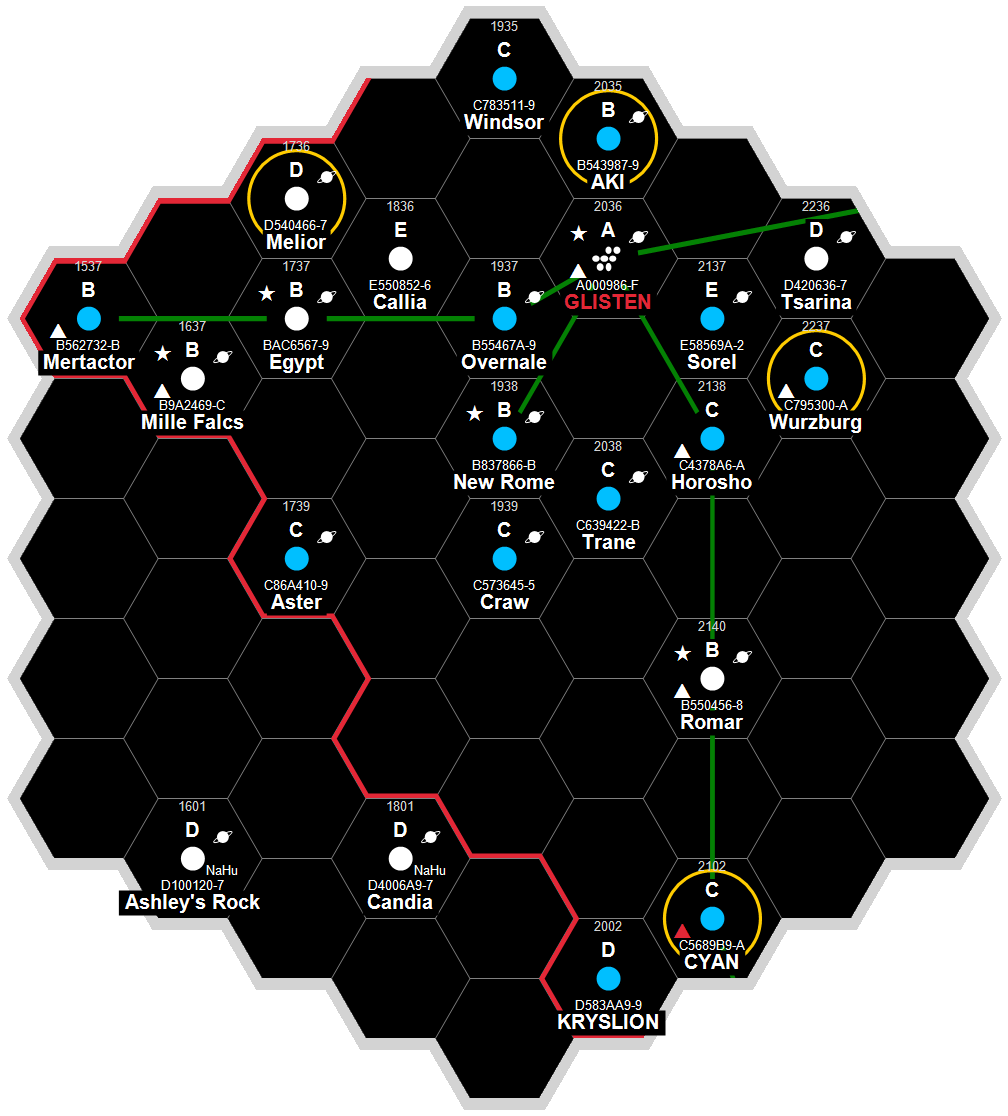 1935
C
C783511-9
Windsor
2035
B
B543987-9
AKI
1736
D
D540466-7
Melior
1836
E
E550852-6
Callia
2036
A
A000986-F
GLISTEN
2236
D
D420636-7
Tsarina
1537
B
B562732-B
Mertactor
1737
B
BAC6567-9
Egypt
1937
B
B55467A-9
Overnale
2137
E
E58569A-2
Sorel
1637
B
B9A2469-C
Mille Falcs
2237
C
C795300-A
Wurzburg
1938
B
B837866-B
New Rome
2138
C
C4378A6-A
Horosho
2038
C
C639422-B
Trane
1739
C
C86A410-9
Aster
1939
C
C573645-5
Craw
2140
B
B550456-8
Romar
1601
D
NaHu
D100120-7
Ashley's Rock
1801
D
NaHu
D4006A9-7
Candia
2102
C
C5689B9-A
CYAN
2002
D
D583AA9-9
KRYSLION